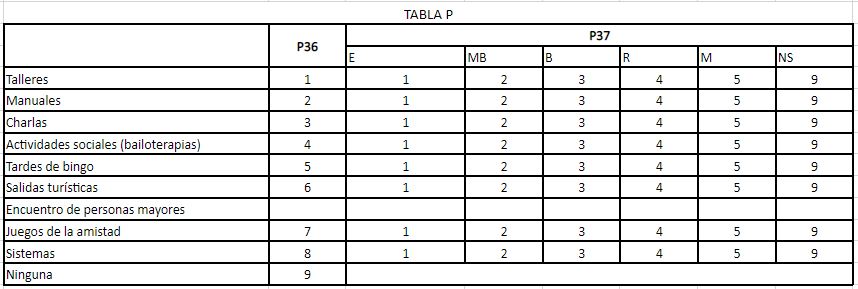 TABLA P
P36 P37
E MB B R M NS
Talleres 1 1 2 3 4 5 9
Manuales 2 1 2 3 4 5 9
Charlas 3 1 2 3 4 5 9
Actividades sociales (bailoterapias) 4 1 2 3 4 5 9
Tardes de bingo 5 1 2 3 4 5 9
Salidas turísticas 6 1 2 3 4 5 9
Encuentro de personas mayores
Juegos de la amistad 7 1 2 3 4 5 9
Sistemas 8 1 2 3 4 5 9
Ninguna 9